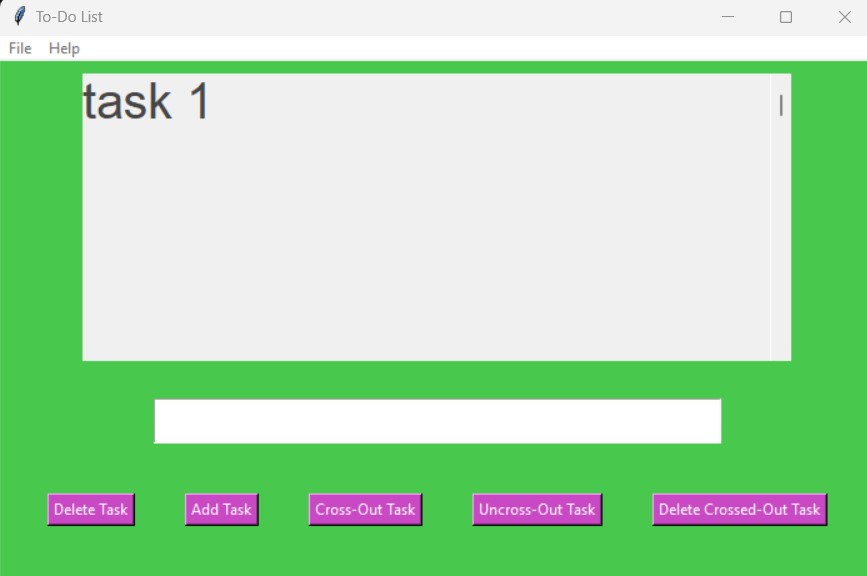 To-Do List
File Help
task 1
Delete Task Add Task Cross-Out Task Uncross-Out Task Delete Crossed-Out Task